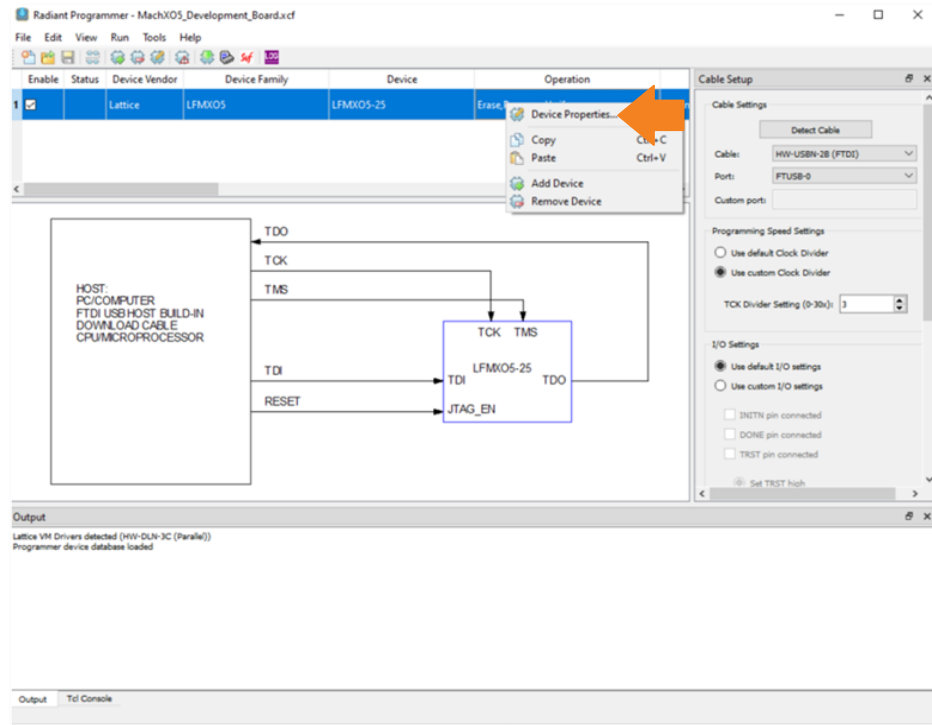 Radiant Programmer - MachXO5_Development_Board.xcf
File Edit View Run Tools Help
LOG
Enable Status Device Vendor Device Family Device Operation
1 Lattice LFMXO5 LFMXO5-25
Device Properties...
Copy
Paste Ctrl+V
Add Device
Remove Device
Cable Setup
Cable Settings
Detect Cable
Cable: HW-USBN-2B (FTDI)
Port: FTUSB-0
Custom port:
Programming Speed Settings
Use default Clock Divider
Use custom Clock Divider
TCK Divider Setting (0-30x): 3
I/O Settings
Use default I/O settings
Use custom I/O settings
INITN pin connected
DONE pin connected
TRST pin connected
Set TRST high
HOST:
PC/COMPUTER
FTDI USB HOST BUILD-IN
DOWNLOAD CABLE
CPU/MICROPROCESSOR
TDO
TCK
TMS
TDI
RESET
TCK TMS
LFMXO5-25
TDI TDO
JTAG_EN
Output
Lattice VM Drivers detected (HW-DLN-3C (Parallel))
Programmer device database loaded
Output Tcl Console